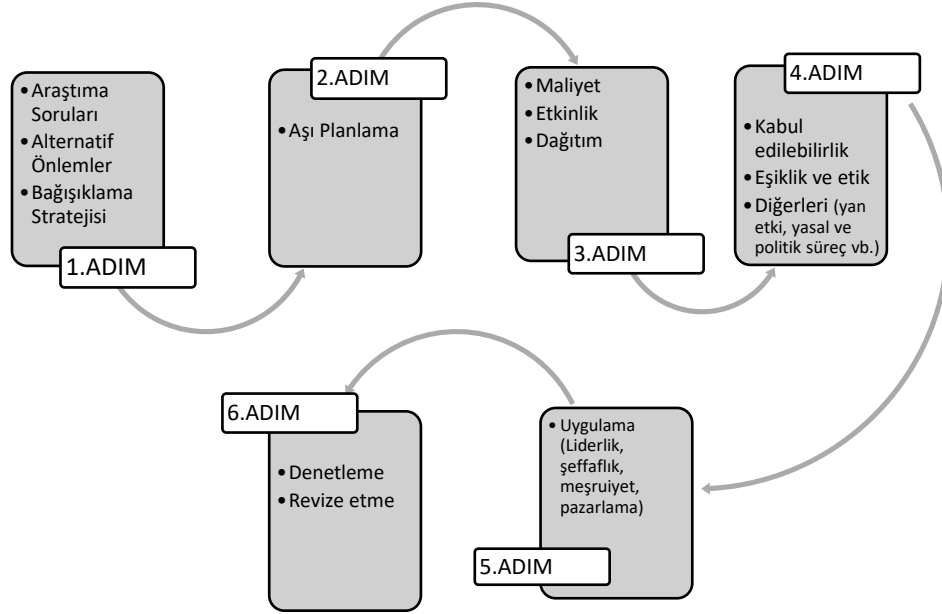 • Araştıma
Soruları
• Alternatif
Önlemler
• Bağışıklama
Stratejisi
1.ADIM
2.ADIM
• Aşı Planlama
• Maliyet
• Etkinlik
• Dağıtım
3.ADIM
4.ADIM
• Kabul
edilebilirlik
• Eşiklik ve etik
• Diğerleri (yan
etki, yasal ve
politik süreç vb.)
• Uygulama
(Liderlik,
şeffaflık,
meşruiyet,
pazarlama)
5.ADIM
6.ADIM
• Denetleme
• Revize etme